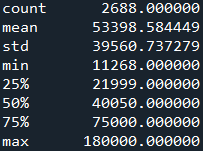 count 2688.000000
mean 53398.584449
std 39560.737279
min 11268.000000
25% 21999.000000
50% 40050.000000
75% 75000.000000
max 180000.000000